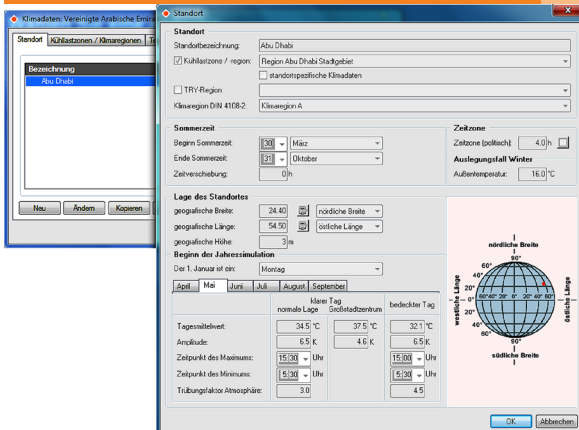 Klimadaten: Vereinigte Arabische Emira
Standort Kühllastzonen / Klimaregionen
Bezeichnung
Abu Dhabi
Neu Ändern Kopieren
Standort
Standort
Standortbezeichnung: Abu Dhabi
Kühllastzone / -region: Region Abu Dhabi Stadtgebiet
standortspezifische Klimadaten
TRY-Region
Klimaregion DIN 4108-2: Klimaregion A
Sommerzeit
Beginn Sommerzeit: 30 März
Ende Sommerzeit: 31 Oktober
Zeitverschiebung: 0 h
Zeitzone
Zeitzone (politisch): 4.0 h
Auslegungsfall Winter
Außentemperatur: 16.0 °C
Lage des Standortes
geografische Breite: 24.40 nördliche Breite
geografische Länge: 54.50 östliche Länge
geografische Höhe: 3 m
Beginn der Jahressimulation
Der 1. Januar ist ein: Montag
April Mai Juni Juli August September
klarer Tag
normale Lage Großstadtzentrum bedeckter Tag
Tagesmittelwert: 34.5 °C 37.5 °C 32.1 °C
Amplitude: 6.5 K 4.6 K 6.5 K
Zeitpunkt des Maximums: 15:30 Uhr 15:00 Uhr
Zeitpunkt des Minimums: 5:30 Uhr 5:30 Uhr
Trübungsfaktor Atmosphäre: 3.0 4.5
nördliche Breite
90°
60°
40°
20°
westliche Länge
0° 60°40° 20° 0° 20° 40° 60°
östliche Länge
20°
40°
60°
90°
südliche Breite
OK Abbrechen